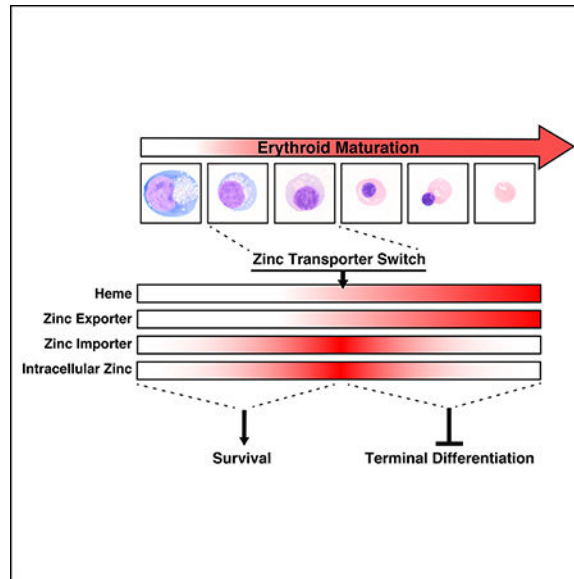 Erythroid Maturation
Zinc Transporter Switch
Heme
Zinc Exporter
Zinc Importer
Intracellular Zinc
Survival
Terminal Differentiation